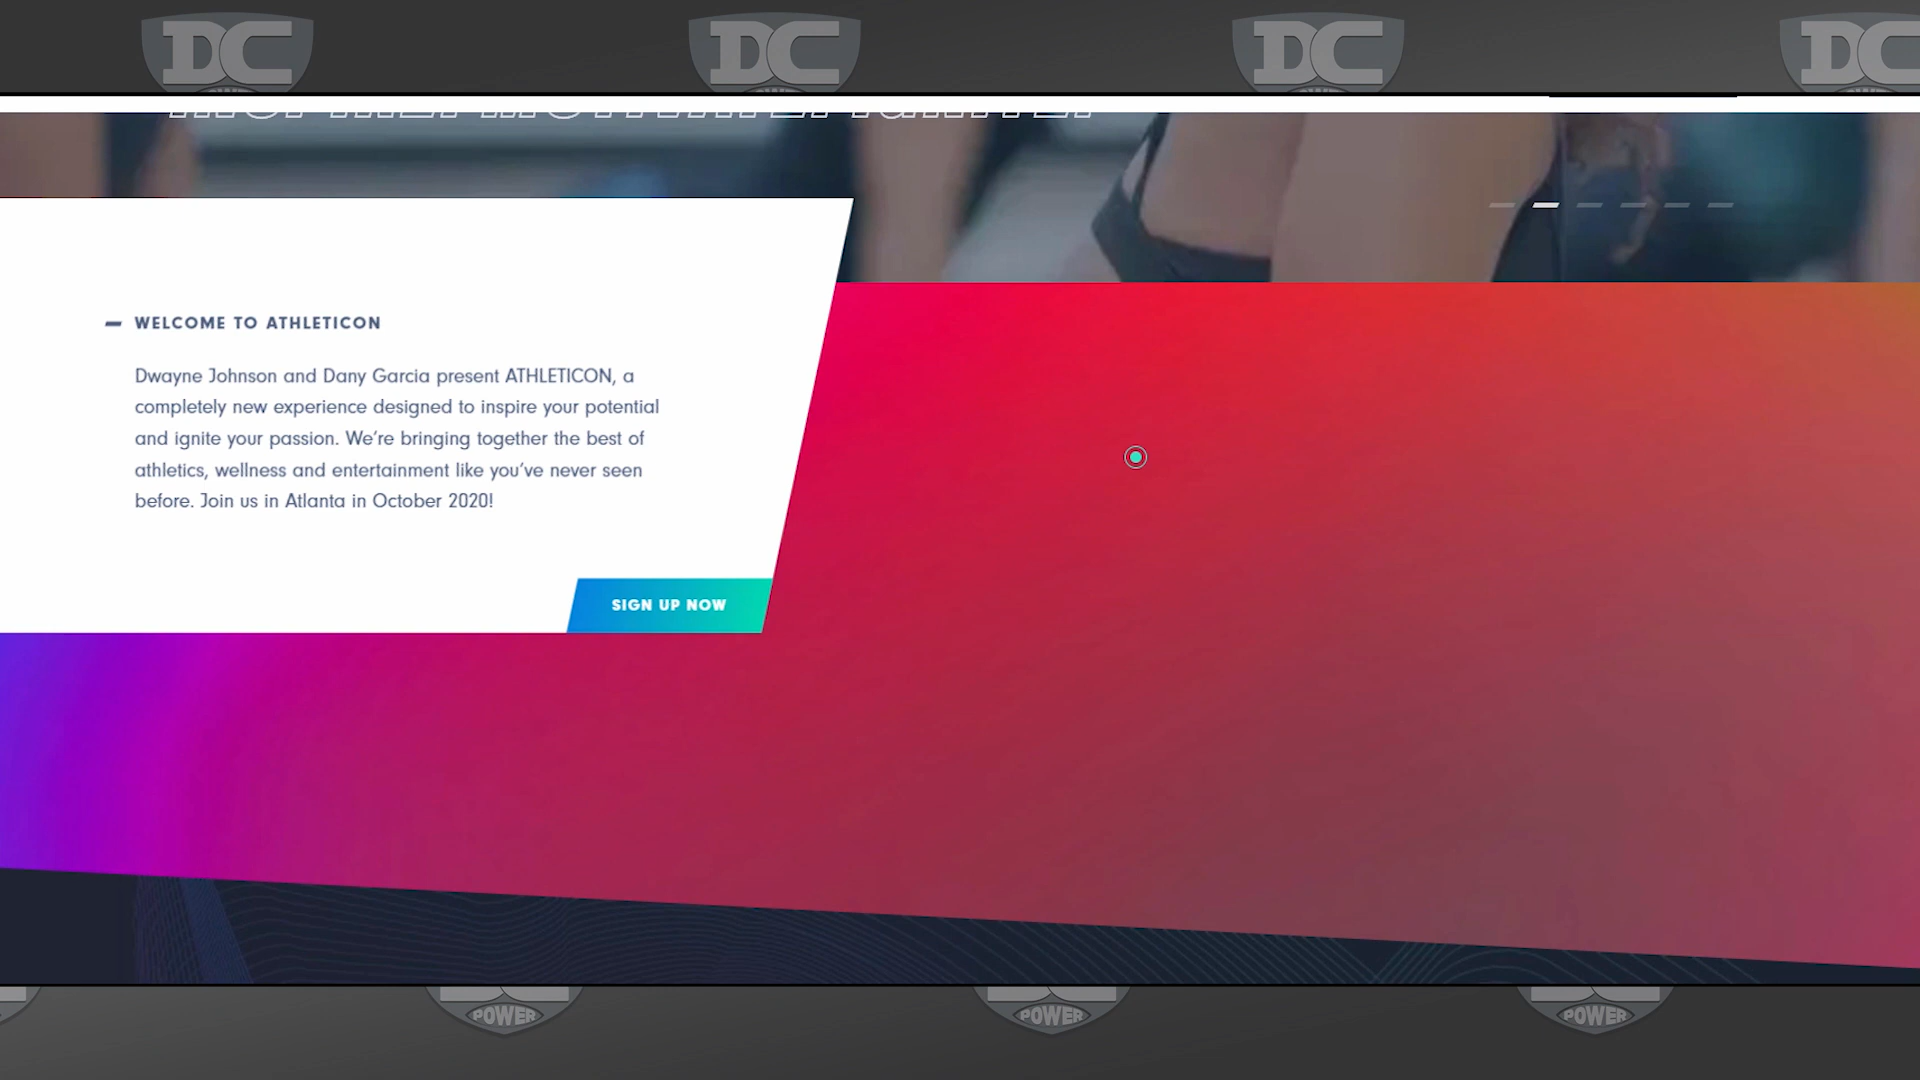 DC
DC
DC
DC
WELCOME TO ATHLETICON
Dwayne Johnson and Dany Garcia present ATHLETICON, a
completely new experience designed to inspire your potential
and ignite your passion. We’re bringing together the best of
athletics, wellness and entertainment like you’ve never seen
before. Join us in Atlanta in October 2020!
SIGN UP NOW
POWER
POWER
POWER